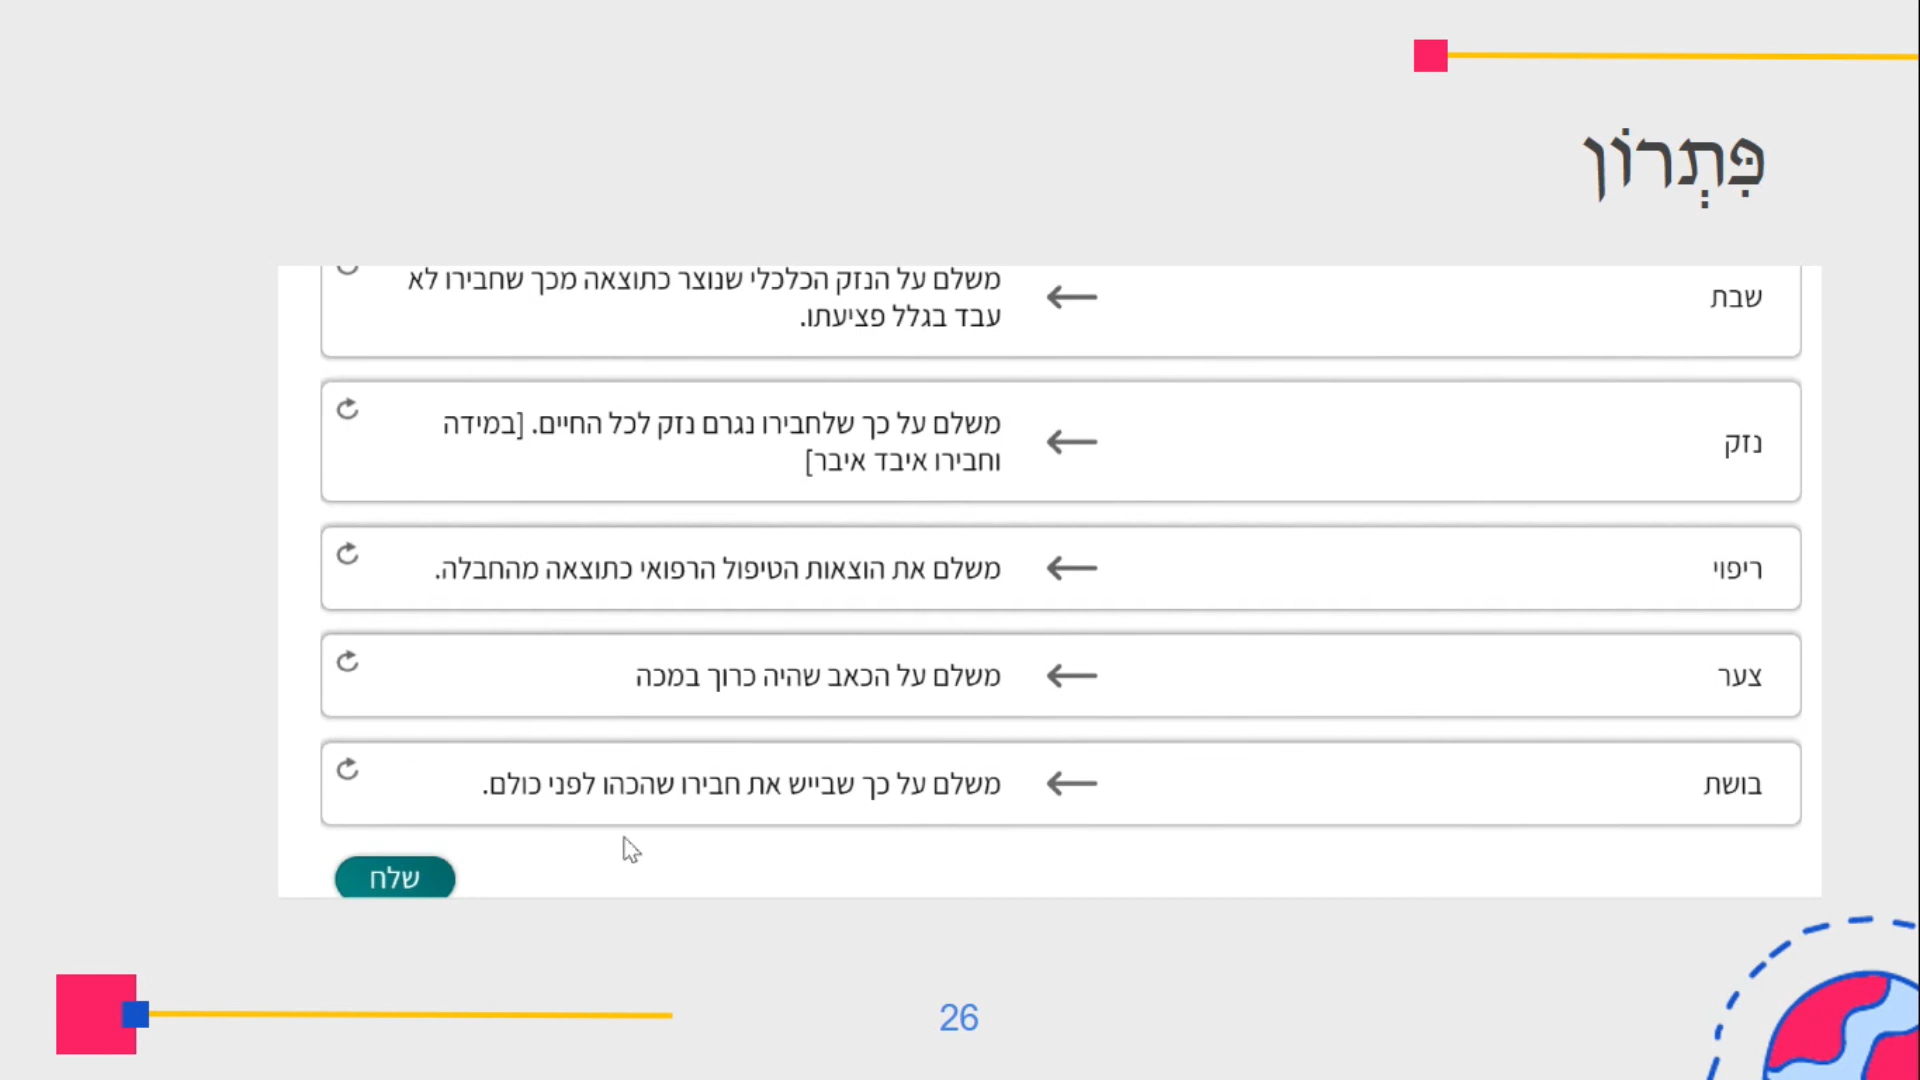 פִּתְרוֹן
שבת
משלם על הנזק הכלכלי שנוצר כתוצאה מכך שחבירו לא
עבד בגלל פציעתו.
נזק
משלם על כך שלחבירו נגרם נזק לכל החיים. [במידה
וחבירו איבד איבר]
ריפוי
משלם את הוצאות הטיפול הרפואי כתוצאה מהחבלה.
צער
משלם על הכאב שהיה כרוך במכה
בושת
משלם על כך שבייש את חבירו שהכהו לפני כולם.
שלח
26